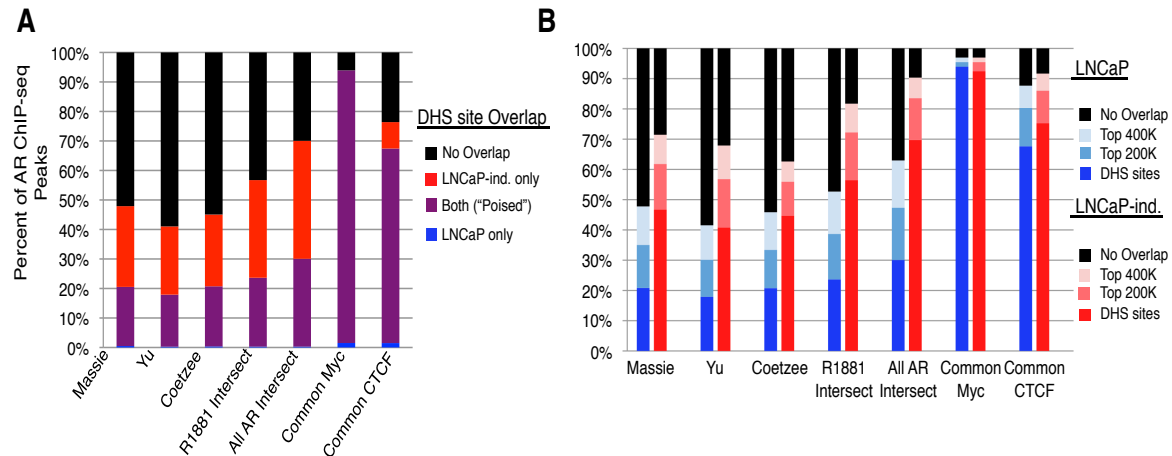 A
Percent of AR ChIP-seq
Peaks
100%
90%
80%
70%
60%
50%
40%
30%
20%
10%
0%
Massie
Yu
Coetzee
R1881 Intersect
All AR Intersect
Common Myc
Common CTCF
DHS site Overlap
No Overlap
LNCaP-ind. only
Both ("Poised")
LNCaP only
B
100%
90%
80%
70%
60%
50%
40%
30%
20%
10%
0%
Massie
Yu
Coetzee
R1881
Intersect
All AR
Intersect
Common
Myc
Common
CTCF
LNCaP
No Overlap
Top 400K
Top 200K
DHS sites
LNCaP-ind.
No Overlap
Top 400K
Top 200K
DHS sites